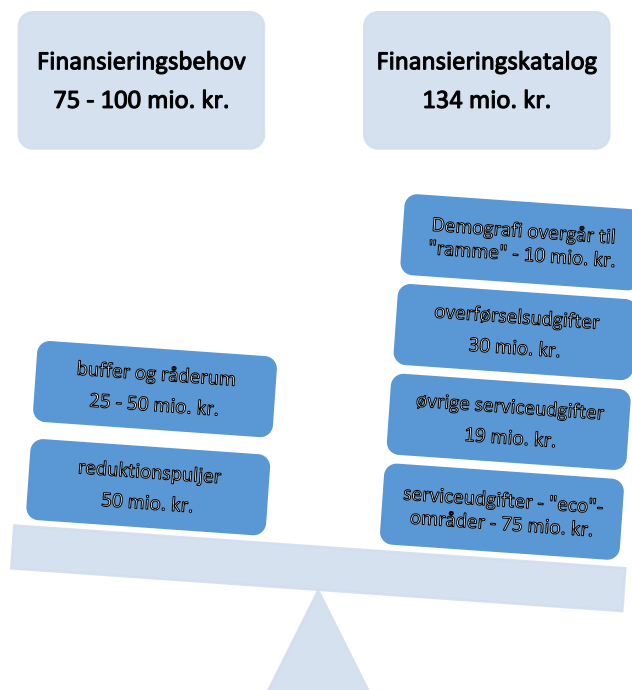 Finansieringsbehov
75 - 100 mio. kr.
Finansieringskatalog
134 mio. kr.
buffer og råderum
25 - 50 mio. kr.
reduktionspuljer
50 mio. kr.
Demografi overgår til
"ramme" - 10 mio. kr.
overførselsudgifter
30 mio. kr.
øvrige serviceudgifter
19 mio. kr.
serviceudgifter - "eco"-
områder - 75 mio. kr.